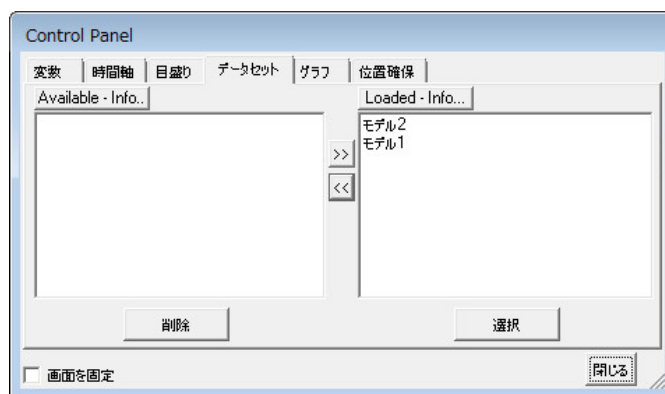 Control Panel
変数 時間軸 目盛り データセット グラフ 位置確保
Available - Info.. Loaded - Info...
モデル2
モデル1
>>
<<
削除 選択
画面を固定 閉じる